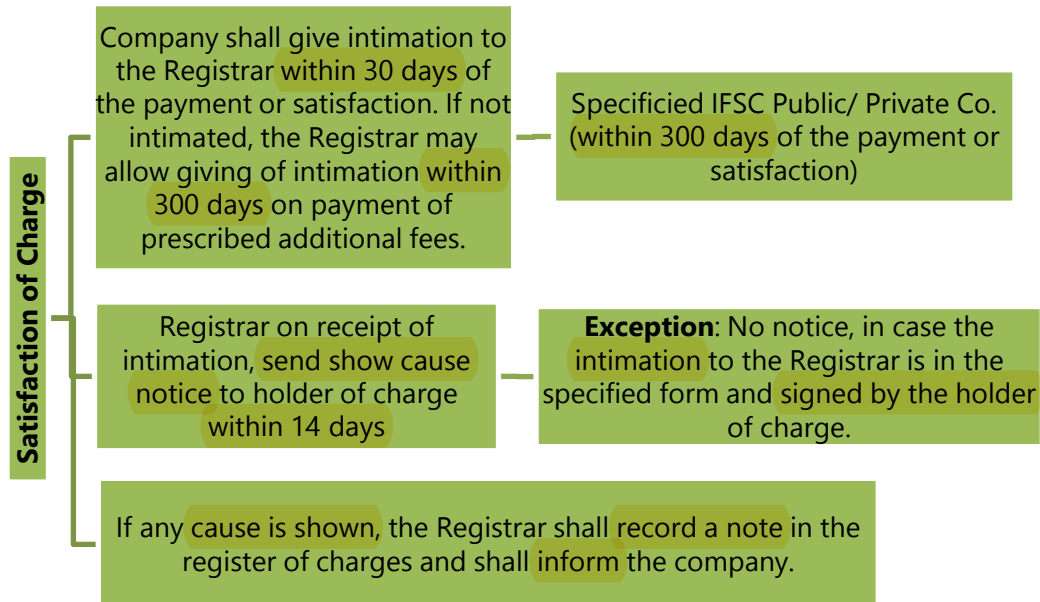 Satisfaction of Charge
Company shall give intimation to
the Registrar within 30 days of
the payment or satisfaction. If not
intimated, the Registrar may
allow giving of intimation within
300 days on payment of
prescribed additional fees.
Specificied IFSC Public/ Private Co.
(within 300 days of the payment or
satisfaction)
Registrar on receipt of
intimation, send show cause
notice to holder of charge
within 14 days
Exception: No notice, in case the
intimation to the Registrar is in the
specified form and signed by the holder
of charge.
If any cause is shown, the Registrar shall record a note in the
register of charges and shall inform the company.